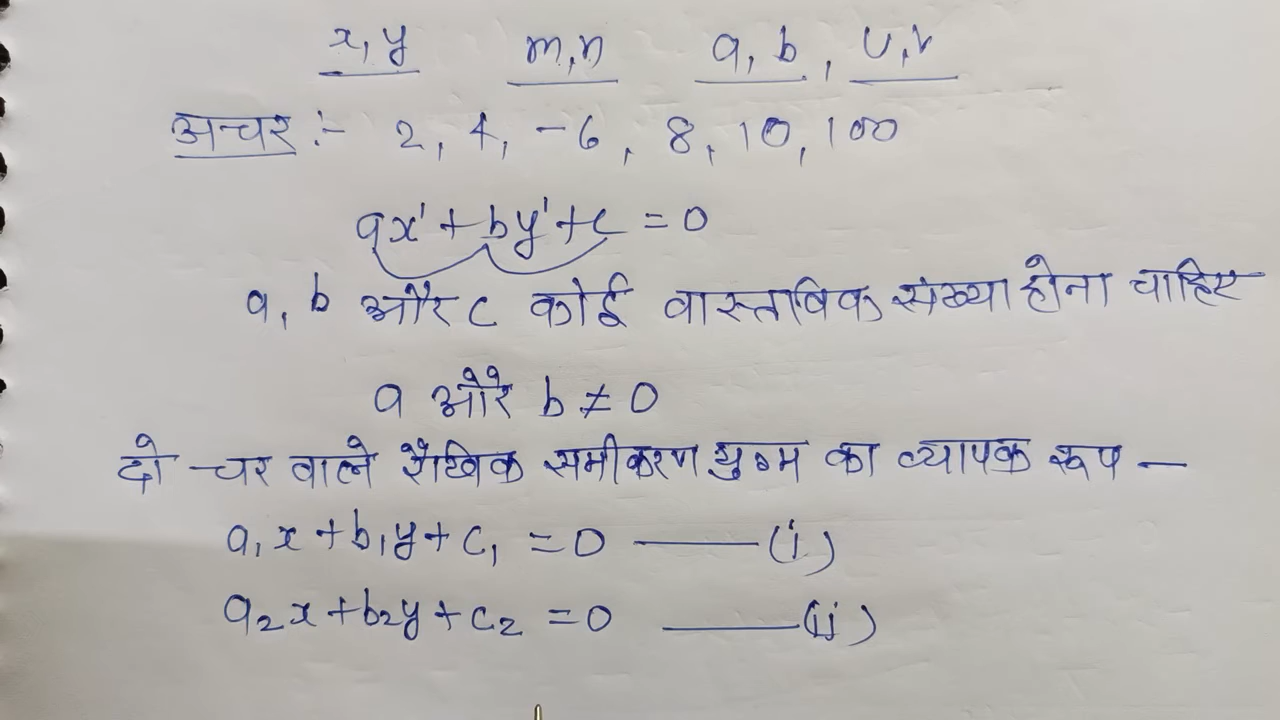 x, y m, n a, b, u, v
अचर :- 2, 4, -6, 8, 10, 100
ax¹ + by¹ + c = 0
a, b और c कोई वास्तविक संख्या होना चाहिए
a और b ≠ 0
दो चर वाले रैखिक समीकरण युग्म का व्यापक रूप —
a₁x + b₁y + c₁ = 0 —— (i)
a₂x + b₂y + c₂ = 0 —— (ii)